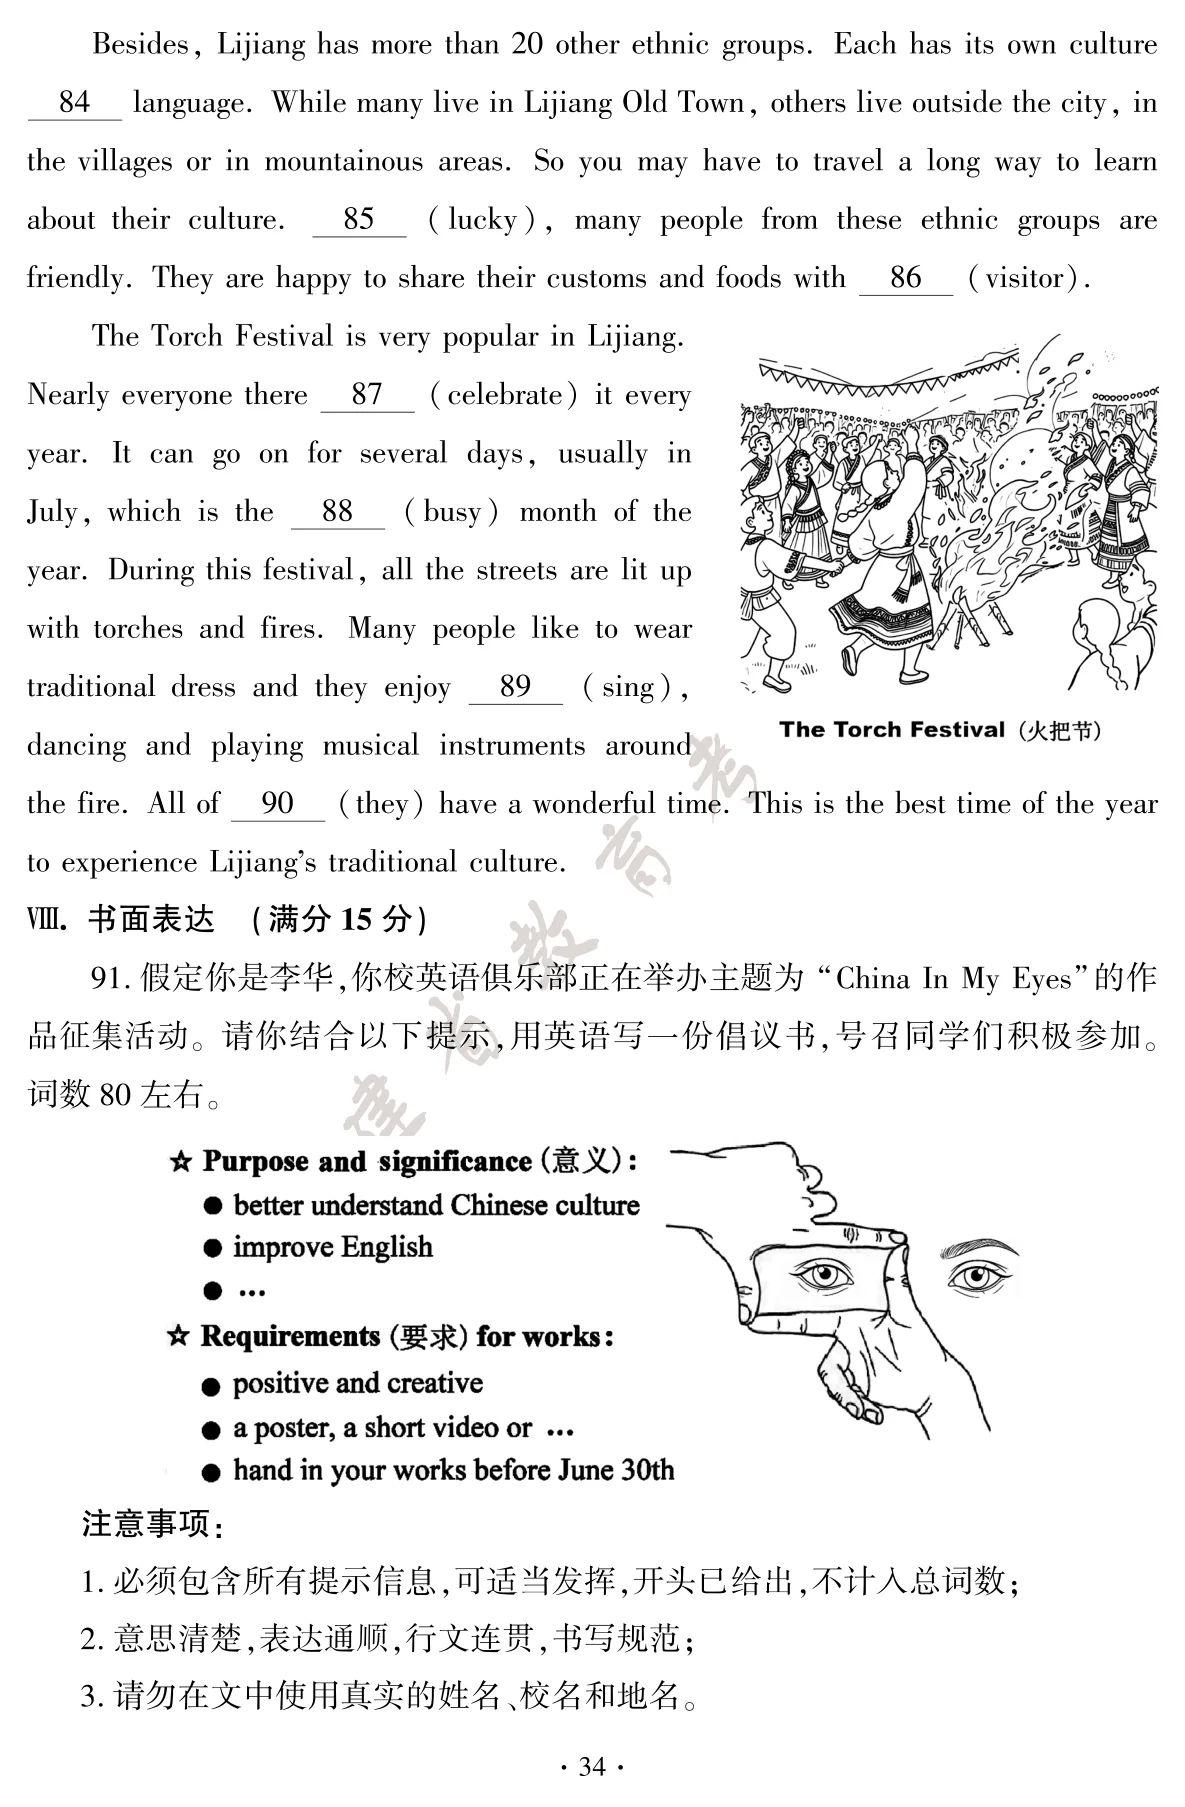 Besides, Lijiang has more than 20 other ethnic groups. Each has its own culture
84 language. While many live in Lijiang Old Town, others live outside the city, in
the villages or in mountainous areas. So you may have to travel a long way to learn
about their culture. 85 (lucky), many people from these ethnic groups are
friendly. They are happy to share their customs and foods with 86 (visitor).
The Torch Festival is very popular in Lijiang.
Nearly everyone there 87 (celebrate) it every
year. It can go on for several days, usually in
July, which is the 88 (busy) month of the
year. During this festival, all the streets are lit up
with torches and fires. Many people like to wear
traditional dress and they enjoy 89 (sing),
dancing and playing musical instruments around
the fire. All of 90 (they) have a wonderful time. This is the best time of the year
to experience Lijiang's traditional culture.
The Torch Festival (火把节)
Ⅷ. 书面表达 (满分 15 分)
91. 假定你是李华,你校英语俱乐部正在举办主题为“China In My Eyes”的作
品征集活动。请你结合以下提示,用英语写一份倡议书,号召同学们积极参加。
词数 80 左右。
☆ Purpose and significance (意义):
● better understand Chinese culture
● improve English
● …
☆ Requirements (要求) for works:
● positive and creative
● a poster, a short video or …
● hand in your works before June 30th
注意事项:
1. 必须包含所有提示信息,可适当发挥,开头已给出,不计入总词数;
2. 意思清楚,表达通顺,行文连贯,书写规范;
3. 请勿在文中使用真实的姓名、校名和地名。
· 34 ·